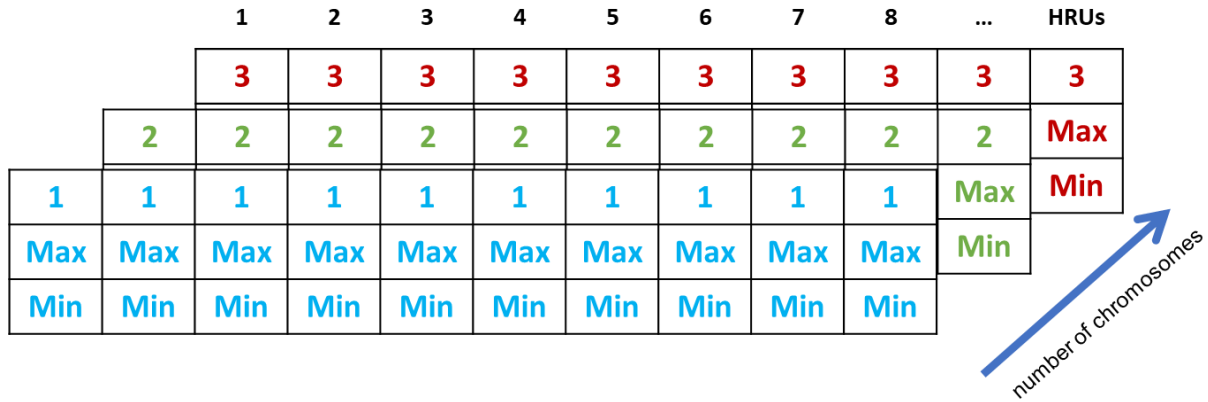 1 2 3 4 5 6 7 8 ... HRUs
3 3 3 3 3 3 3 3 3 3
2 2 2 2 2 2 2 2 2 2 Max
1 1 1 1 1 1 1 1 1 1 Max Min
Max Max Max Max Max Max Max Max Max Max Min
Min Min Min Min Min Min Min Min Min Min
number of chromosomes